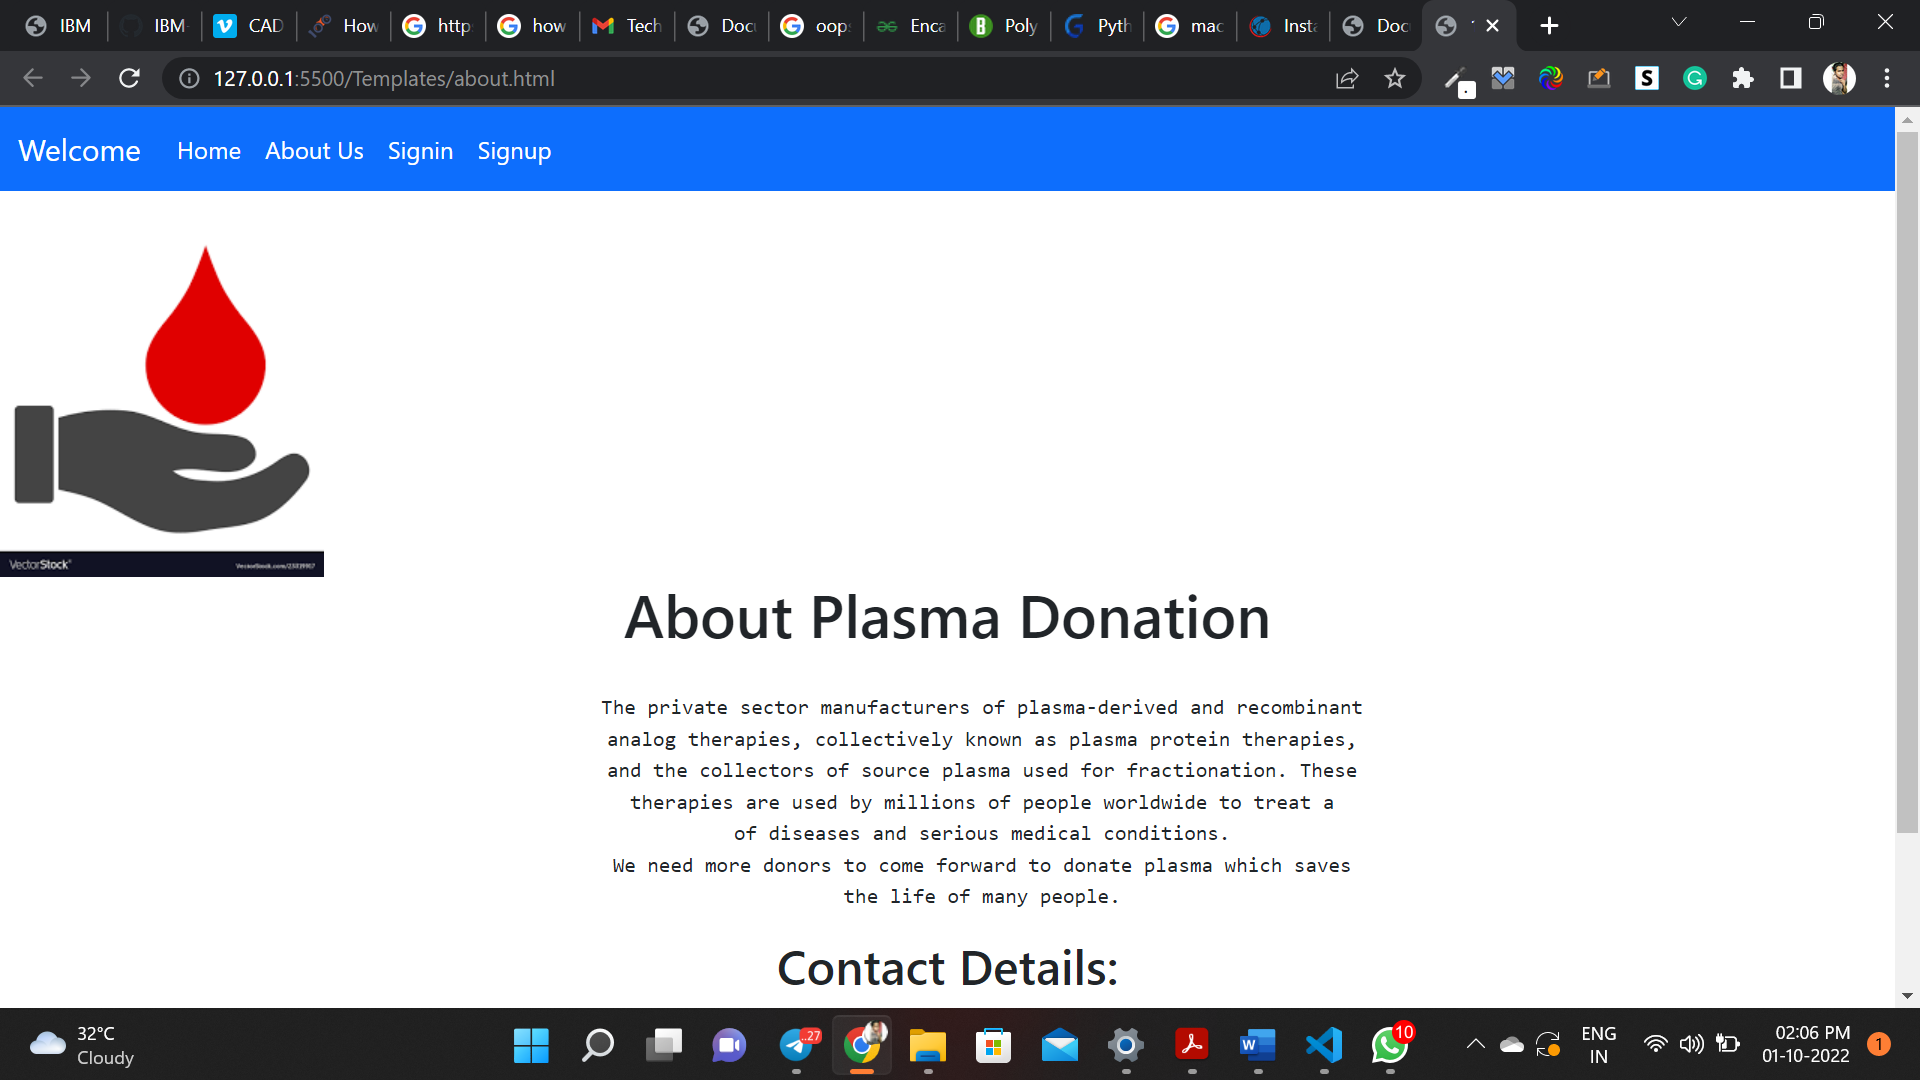 IBM
IBM-
CAD
How
http
how
Tech
Doc
oop
Enca
Poly
Pyth
mac
Insta
Doc
127.0.0.1:5500/Templates/about.html
Welcome Home About Us Signin Signup
VectorStock®
About Plasma Donation
The private sector manufacturers of plasma-derived and recombinant
analog therapies, collectively known as plasma protein therapies,
and the collectors of source plasma used for fractionation. These
therapies are used by millions of people worldwide to treat a
of diseases and serious medical conditions.
We need more donors to come forward to donate plasma which saves
the life of many people.
Contact Details:
32°C
Cloudy
27
10
ENG
IN
02:06 PM
01-10-2022
1